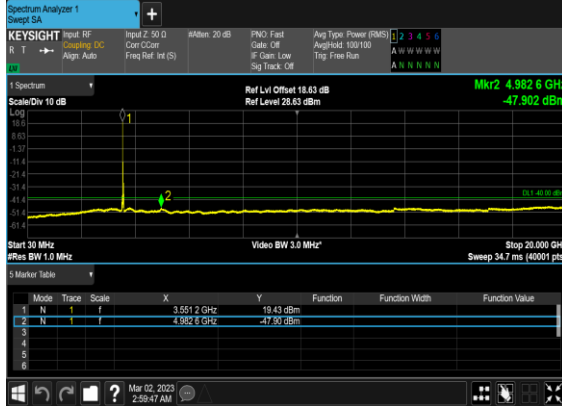 Spectrum Analyzer 1
Swept SA
+
KEYSIGHT
R T
LXI
Input: RF
Coupling: DC
Align: Auto
Input Z: 50 Ω
Corr CCorr
Freq Ref: Int (S)
#Atten: 20 dB
PNO: Fast
Gate: Off
IF Gain: Low
Sig Track: Off
Avg Type: Power (RMS)
Avg|Hold: 100/100
Trig: Free Run
1 2 3 4 5 6
A W W W W W
A N N N N N
1 Spectrum
Scale/Div 10 dB
Ref Lvl Offset 18.63 dB
Ref Level 28.63 dBm
Mkr2 4.982 6 GHz
-47.902 dBm
Log
18.6
8.63
-1.37
-11.4
-21.4
-31.4
-41.4
-51.4
-61.4
1
2
Start 30 MHz
#Res BW 1.0 MHz
Video BW 3.0 MHz*
Stop 20.000 GH
Sweep 34.7 ms (40001 pts
5 Marker Table
Mode Trace Scale X Y Function Function Width Function Value
1 N 1 f 3.551 2 GHz 19.43 dBm
2 N 1 f 4.982 6 GHz -47.90 dBm
3
4
5
6
?
Mar 02, 2023
2:59:47 AM